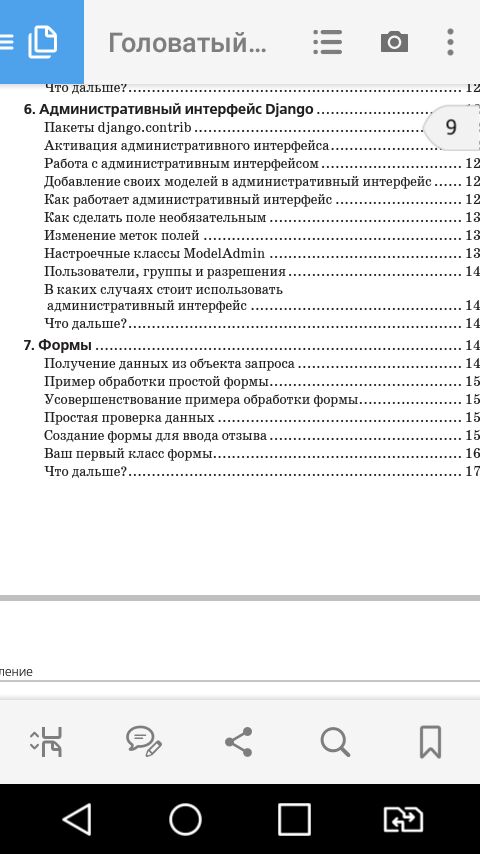 Головатый...
Что дальше? 12
6. Административный интерфейс Django
9
Пакеты django.contrib
Активация административного интерфейса
Работа с административным интерфейсом 12
Добавление своих моделей в административный интерфейс 12
Как работает административный интерфейс 12
Как сделать поле необязательным 13
Изменение меток полей 13
Настроечные классы ModelAdmin 13
Пользователи, группы и разрешения 14
В каких случаях стоит использовать
административный интерфейс 14
Что дальше? 14
7. Формы 14
Получение данных из объекта запроса 14
Пример обработки простой формы 15
Усовершенствование примера обработки формы 15
Простая проверка данных 15
Создание формы для ввода отзыва 15
Ваш первый класс формы 16
Что дальше? 17
ление